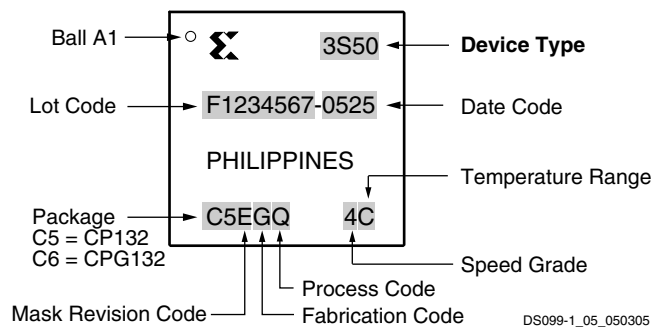 Ball A1
3S50
Device Type
Lot Code
F1234567-0525
Date Code
PHILIPPINES
Temperature Range
Package
C5 = CP132
C6 = CPG132
C5EGQ
4C
Speed Grade
Process Code
Mask Revision Code
Fabrication Code
DS099-1_05_050305